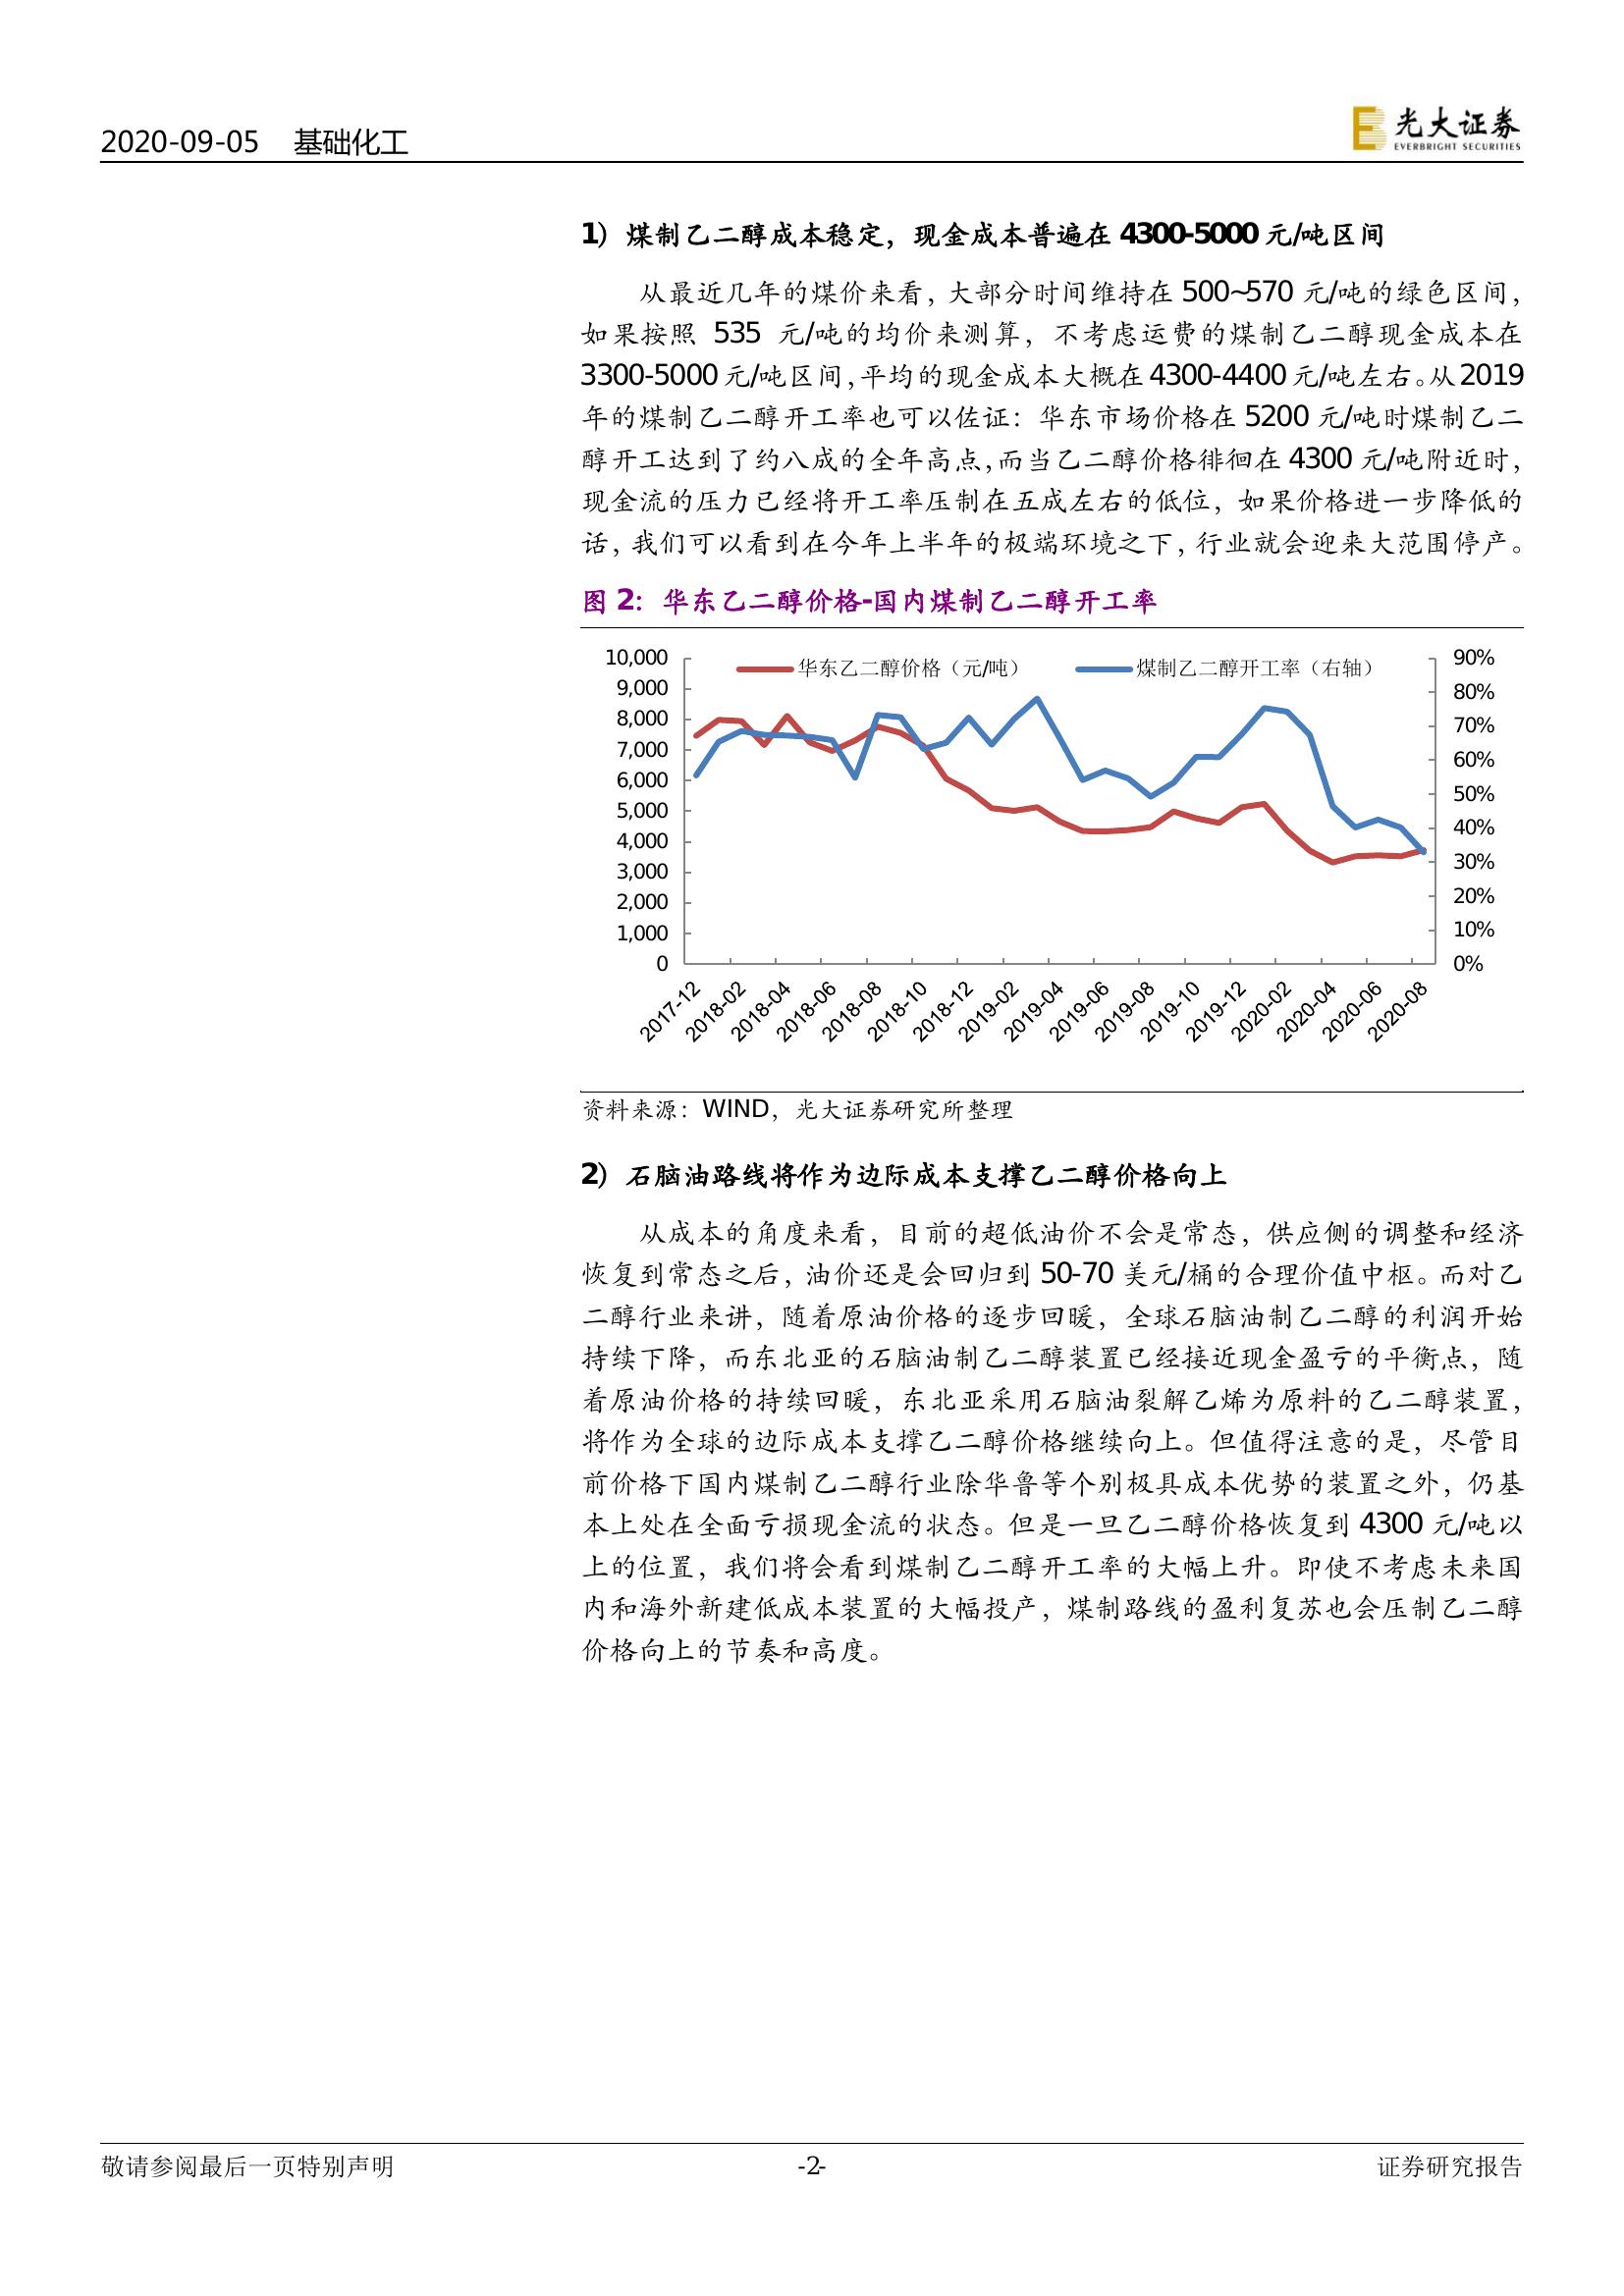 2020-09-05 基础化工
光大证券
EVERBRIGHT SECURITIES
1）煤制乙二醇成本稳定，现金成本普遍在 4300-5000 元/吨区间
从最近几年的煤价来看，大部分时间维持在 500~570 元/吨的绿色区间，
如果按照 535 元/吨的均价来测算，不考虑运费的煤制乙二醇现金成本在
3300-5000 元/吨区间，平均的现金成本大概在 4300-4400 元/吨左右。从 2019
年的煤制乙二醇开工率也可以佐证：华东市场价格在 5200 元/吨时煤制乙二
醇开工达到了约八成的全年高点，而当乙二醇价格徘徊在 4300 元/吨附近时，
现金流的压力已经将开工率压制在五成左右的低位，如果价格进一步降低的
话，我们可以看到在今年上半年的极端环境之下，行业就会迎来大范围停产。
图 2：华东乙二醇价格-国内煤制乙二醇开工率
华东乙二醇价格（元/吨） 煤制乙二醇开工率（右轴）
10,000 90%
9,000 80%
8,000 70%
7,000 60%
6,000 50%
5,000 40%
4,000 30%
3,000 20%
2,000 10%
1,000 0%
0
2017-12 2018-02 2018-04 2018-06 2018-08 2018-10 2018-12 2019-02 2019-04 2019-06 2019-08 2019-10 2019-12 2020-02 2020-04 2020-06 2020-08
资料来源：WIND，光大证券研究所整理
2）石脑油路线将作为边际成本支撑乙二醇价格向上
从成本的角度来看，目前的超低油价不会是常态，供应侧的调整和经济
恢复到常态之后，油价还是会回归到 50-70 美元/桶的合理价值中枢。而对乙
二醇行业来讲，随着原油价格的逐步回暖，全球石脑油制乙二醇的利润开始
持续下降，而东北亚的石脑油制乙二醇装置已经接近现金盈亏的平衡点，随
着原油价格的持续回暖，东北亚采用石脑油裂解乙烯为原料的乙二醇装置，
将作为全球的边际成本支撑乙二醇价格继续向上。但值得注意的是，尽管目
前价格下国内煤制乙二醇行业除华鲁等个别极具成本优势的装置之外，仍基
本上处在全面亏损现金流的状态。但是一旦乙二醇价格恢复到 4300 元/吨以
上的位置，我们将会看到煤制乙二醇开工率的大幅上升。即使不考虑未来国
内和海外新建低成本装置的大幅投产，煤制路线的盈利复苏也会压制乙二醇
价格向上的节奏和高度。
敬请参阅最后一页特别声明 -2- 证券研究报告